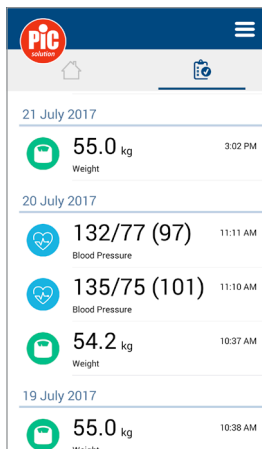 PiC
solution
21 July 2017
55.0 kg
3:02 PM
Weight
20 July 2017
132/77 (97)
11:11 AM
Blood Pressure
135/75 (101)
11:10 AM
Blood Pressure
54.2 kg
10:37 AM
Weight
19 July 2017
55.0 kg
10:38 AM
Weight